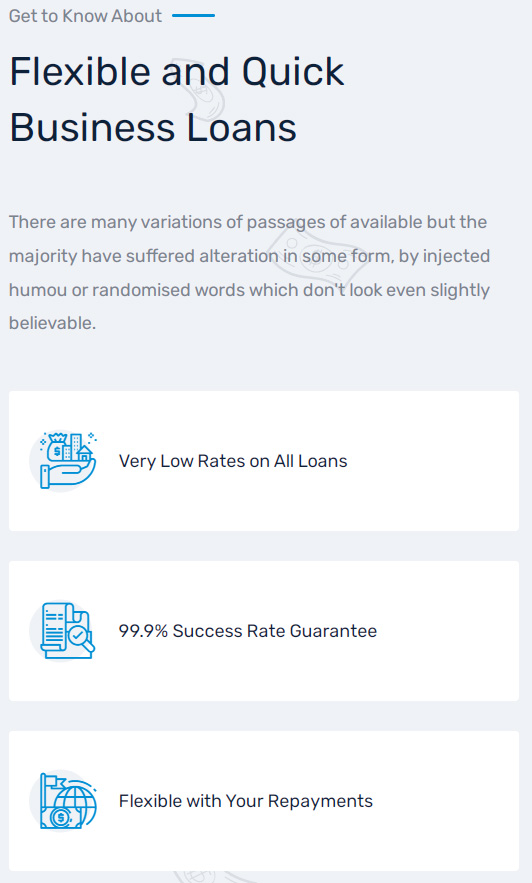 Get to Know About
Flexible and Quick
Business Loans
There are many variations of passages of available but the
majority have suffered alteration in some form, by injected
humou or randomised words which don't look even slightly
believable.
Very Low Rates on All Loans
99.9% Success Rate Guarantee
Flexible with Your Repayments